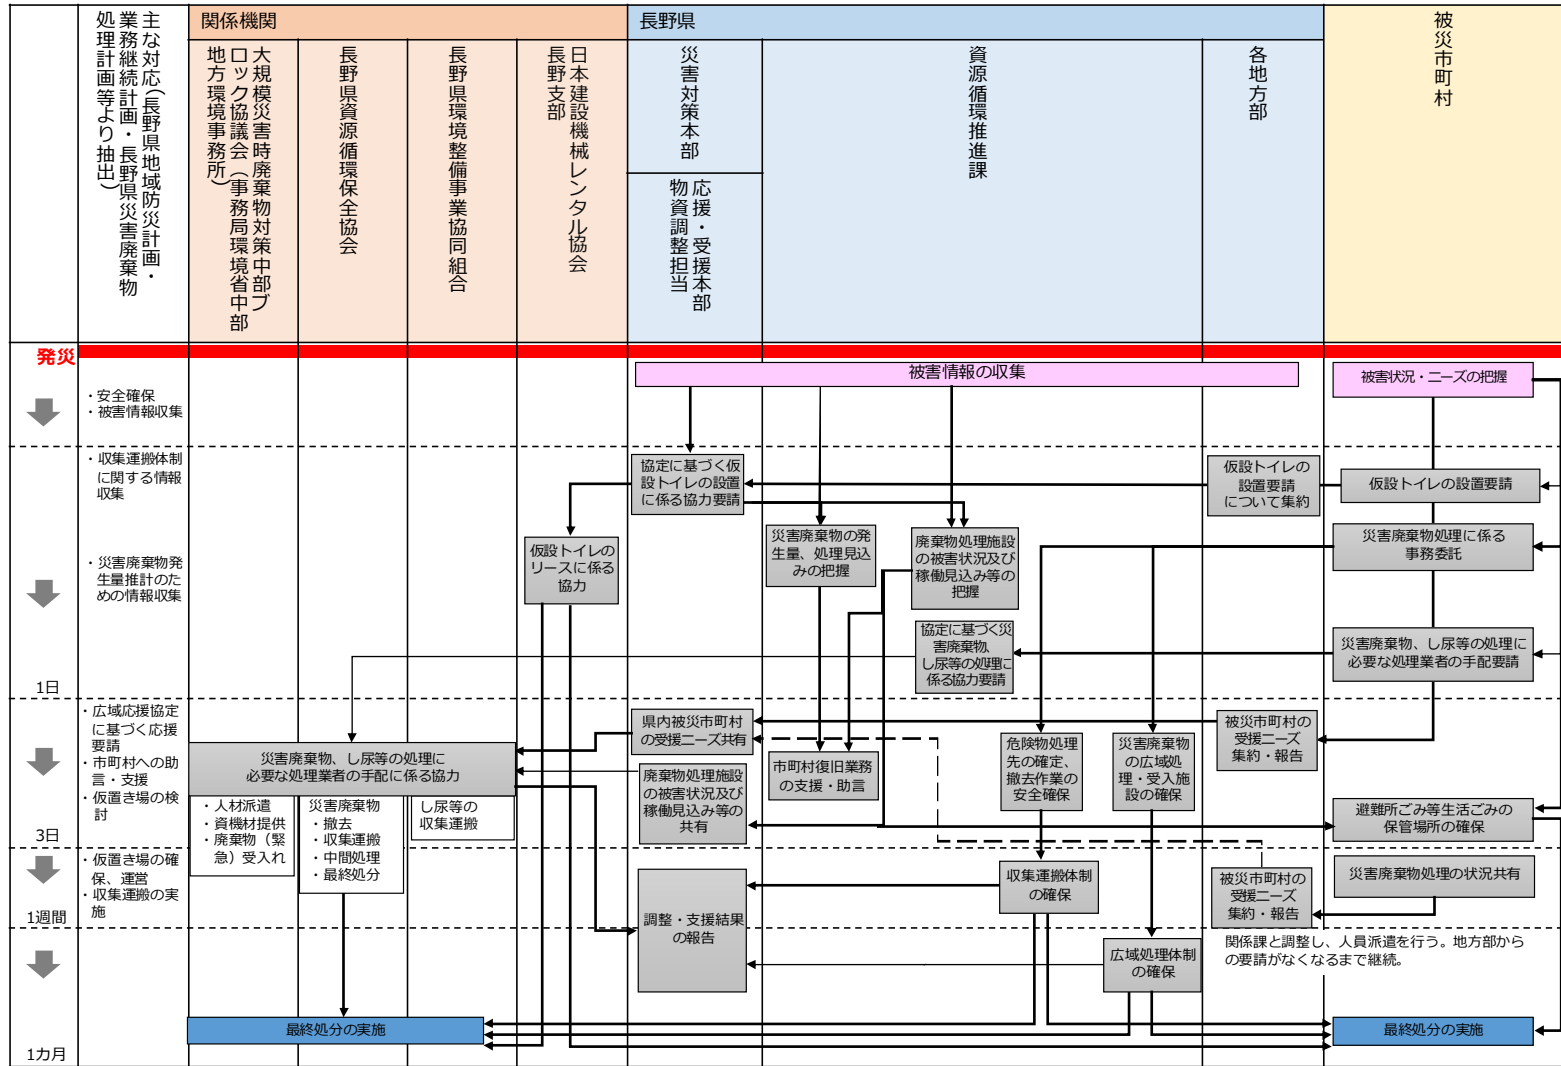 主な対応(長野県地域防災計画・
業務継続計画・長野県災害廃棄物
処理計画等より抽出)
関係機関
大規模災害時廃棄物対策中部ブ
ロック協議会（事務局環境省中部
地方環境事務所）
長野県資源循環保全協会
長野県環境整備事業協同組合
日本建設機械レンタル協会
長野支部
長野県
災害対策本部
応援・受援本部
物資調整担当
資源循環推進課
各地方部
被災市町村
発災
被害情報の収集
被害状況・ニーズの把握
・安全確保
・被害情報収集
・収集運搬体制
に関する情報
収集
協定に基づく仮
設トイレの設置
に係る協力要請
仮設トイレの
設置要請
について集約
仮設トイレの設置要請
・災害廃棄物発
生量推計のた
めの情報収集
仮設トイレの
リースに係る
協力
災害廃棄物の発
生量、処理見込
みの把握
廃棄物処理施設
の被害状況及び
稼働見込み等の
把握
災害廃棄物処理に係る
事務委託
協定に基づく災
害廃棄物、
し尿等の処理に
係る協力要請
災害廃棄物、し尿等の処理に
必要な処理業者の手配要請
1日
・広域応援協定
に基づく応援
要請
・市町村への助
言・支援
・仮置き場の検
討
災害廃棄物、し尿等の処理に
必要な処理業者の手配に係る協力
・人材派遣
・資機材提供
・廃棄物（緊
急）受入れ
災害廃棄物
・撤去
・収集運搬
・中間処理
・最終処分
し尿等の
収集運搬
県内被災市町村
の受援ニーズ共有
廃棄物処理施設
の被害状況及び
稼働見込み等の
共有
市町村復旧業務
の支援・助言
危険物処理
先の確定、
撤去作業の
安全確保
災害廃棄物
の広域処
理・受入施
設の確保
被災市町村の
受援ニーズ
集約・報告
避難所ごみ等生活ごみの
保管場所の確保
3日
・仮置き場の確
保、運営
・収集運搬の実
施
調整・支援結果
の報告
収集運搬体制
の確保
被災市町村の
受援ニーズ
集約・報告
災害廃棄物処理の状況共有
1週間
広域処理体制
の確保
関係課と調整し、人員派遣を行う。地方部から
の要請がなくなるまで継続。
最終処分の実施
最終処分の実施
1カ月